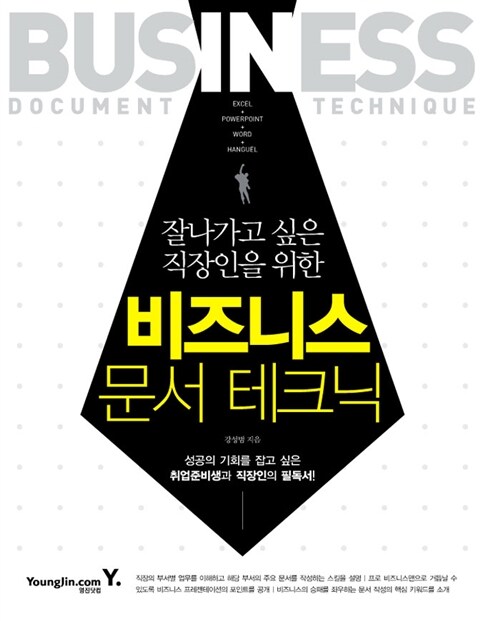 BUSINESS
DOCUMENT TECHNIQUE
EXCEL
+
POWERPOINT
+
WORD
+
HANGUEL
잘나가고 싶은
직장인을 위한
비즈니스
문서 테크닉
강성범 지음
성공의 기회를 잡고 싶은
취업준비생과 직장인의 필독서!
YoungJin.com Y.
영진닷컴
직장의 부서별 업무를 이해하고 해당 부서의 주요 문서를 작성하는 스킬을 설명 | 프로 비즈니스맨으로 거듭날 수
있도록 비즈니스 프레젠테이션의 포인트를 공개 | 비즈니스의 승패를 좌우하는 문서 작성의 핵심 키워드를 소개